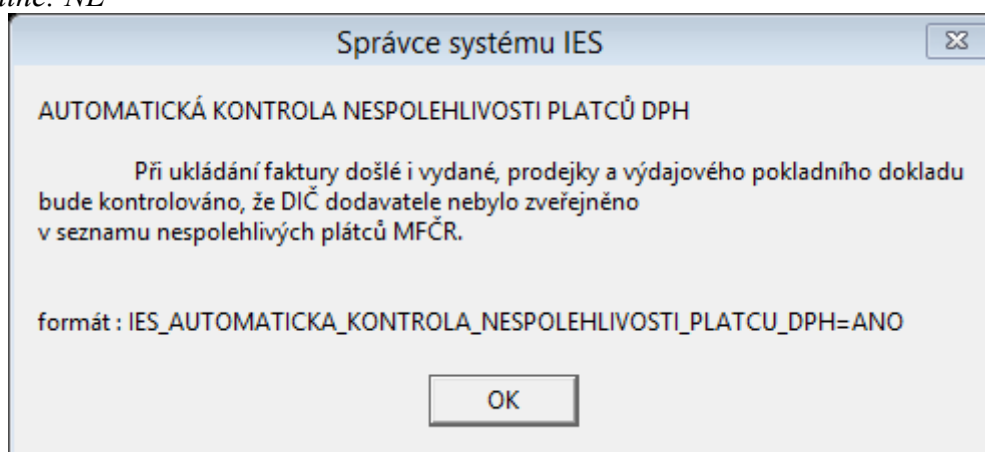 NE
Správce systému IES
AUTOMATICKÁ KONTROLA NESPOLEHLIVOSTI PLATCŮ DPH
Při ukládání faktury došlé i vydané, prodejky a výdajového pokladního dokladu
bude kontrolováno, že DIČ dodavatele nebylo zveřejněno
v seznamu nespolehlivých plátců MFČR.
formát : IES_AUTOMATICKA_KONTROLA_NESPOLEHLIVOSTI_PLATCU_DPH=ANO
OK